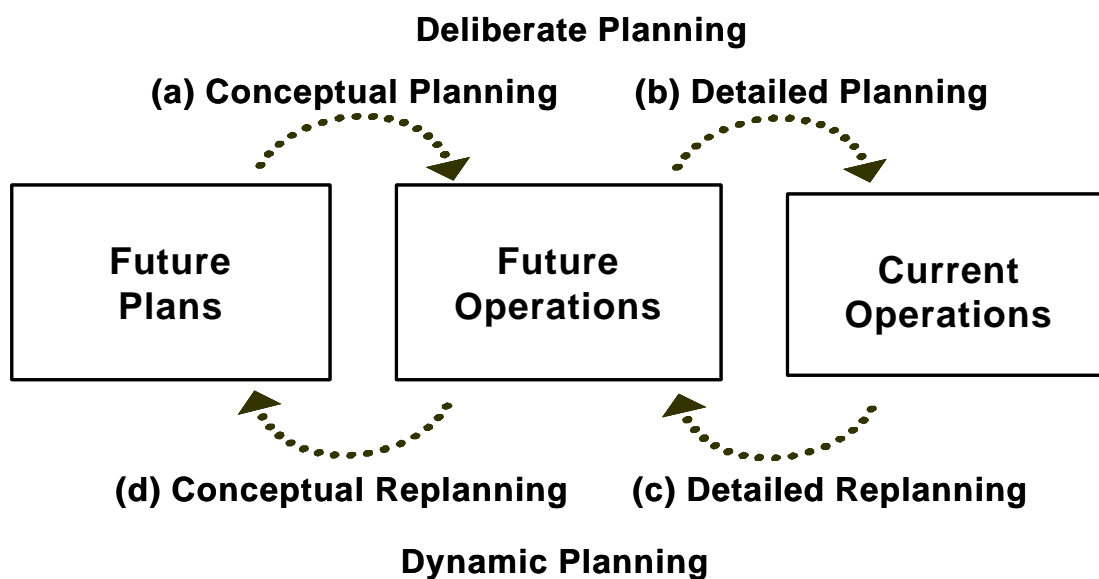 Deliberate Planning
(a) Conceptual Planning
(b) Detailed Planning
Future
Plans
Future
Operations
Current
Operations
(d) Conceptual Replanning
(c) Detailed Replanning
Dynamic Planning